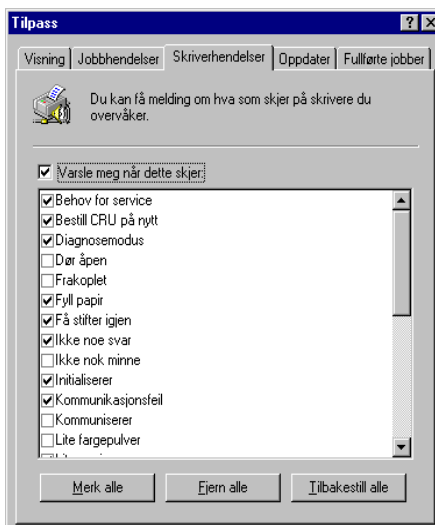 Tilpass
Visning Jobbhendelser Skriverhendelser Oppdater Fullførte jobber
Du kan få melding om hva som skjer på skrivere du
overvåker.
Varsle meg når dette skjer:
Behov for service
Bestill CRU på nytt
Diagnosemodus
Dør åpen
Frakoplet
Fyll papir
Få stifter igjen
Ikke noe svar
Ikke nok minne
Initialiserer
Kommunikasjonsfeil
Kommuniserer
Lite fargepulver
Merk alle Fjern alle Tilbakestill alle